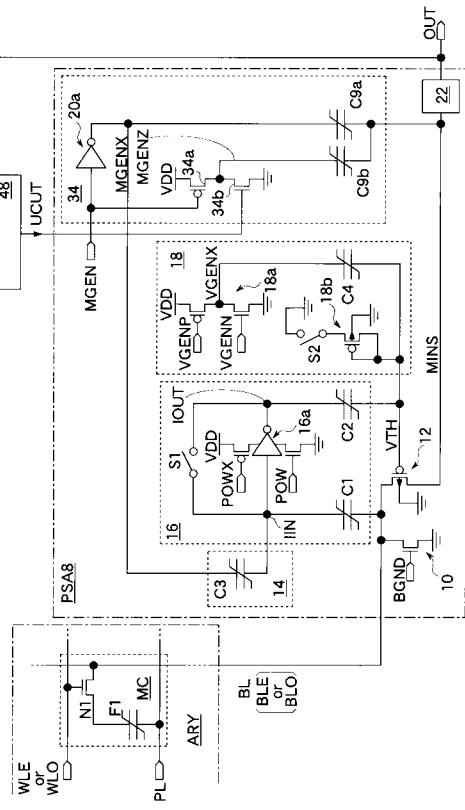 48
UCUT
OUT
MGEN
34
20a
MGENX
MGENZ
VDD
34a
34b
C9a
C9b
22
18
VDD
VGENP
VGENX
VGENN
18a
S2
18b
C4
MINS
PSA8
16
S1
IOUT
VDD
POWX
POW
16a
IIN
C1
C2
VTH
12
C3
14
BGND
10
WLE
or
WLO
N1
F1
MC
PL
ARY
BL
BLE
or
BLO